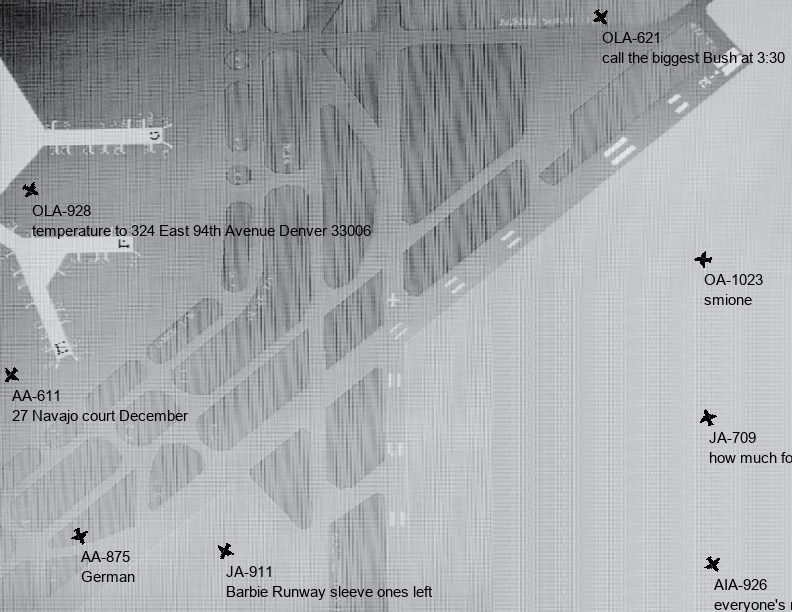 OLA-621
call the biggest Bush at 3:30
OLA-928
temperature to 324 East 94th Avenue Denver 33006
OA-1023
smione
AA-611
27 Navajo court December
JA-709
how much fo
AA-875
German
JA-911
Barbie Runway sleeve ones left
AIA-926
everyone's